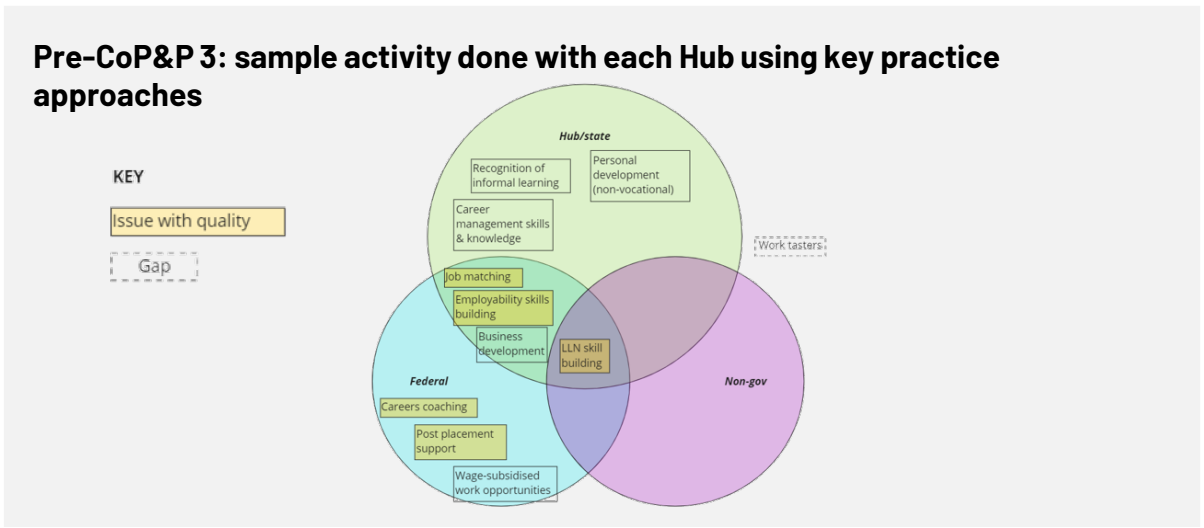 Pre-CoP&P 3: sample activity done with each Hub using key practice
approaches
KEY
Issue with quality
Gap
Hub/state
Recognition of
informal learning
Personal
development
(non-vocational)
Career
management skills
& knowledge
Work tasters
Job matching
Employability skills
building
Business
development
LLN skill
building
Federal
Non-gov
Careers coaching
Post placement
support
Wage-subsidised
work opportunities